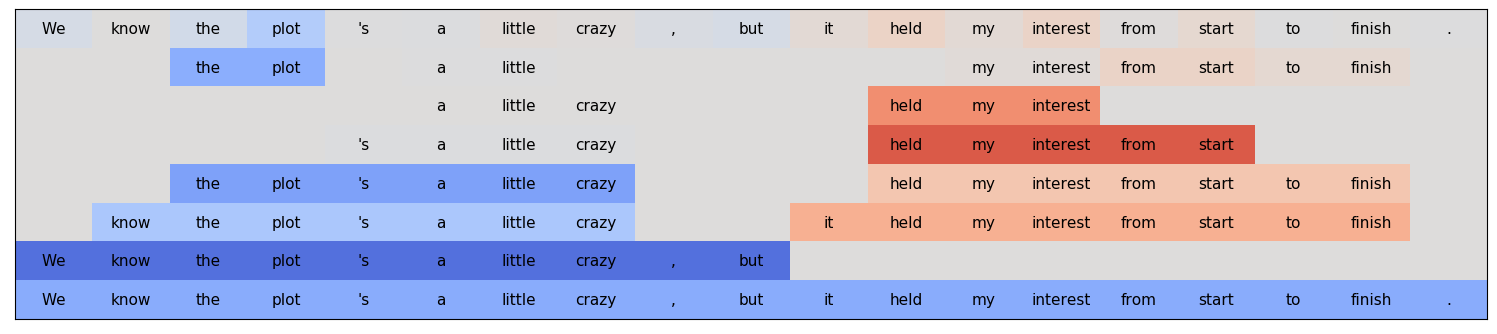 We know the plot 's a little crazy , but it held my interest from start to finish .
the plot a little my interest from start to finish
a little crazy held my interest
's a little crazy held my interest from start
the plot 's a little crazy held my interest from start to finish
know the plot 's a little crazy it held my interest from start to finish
We know the plot 's a little crazy , but
We know the plot 's a little crazy , but it held my interest from start to finish .